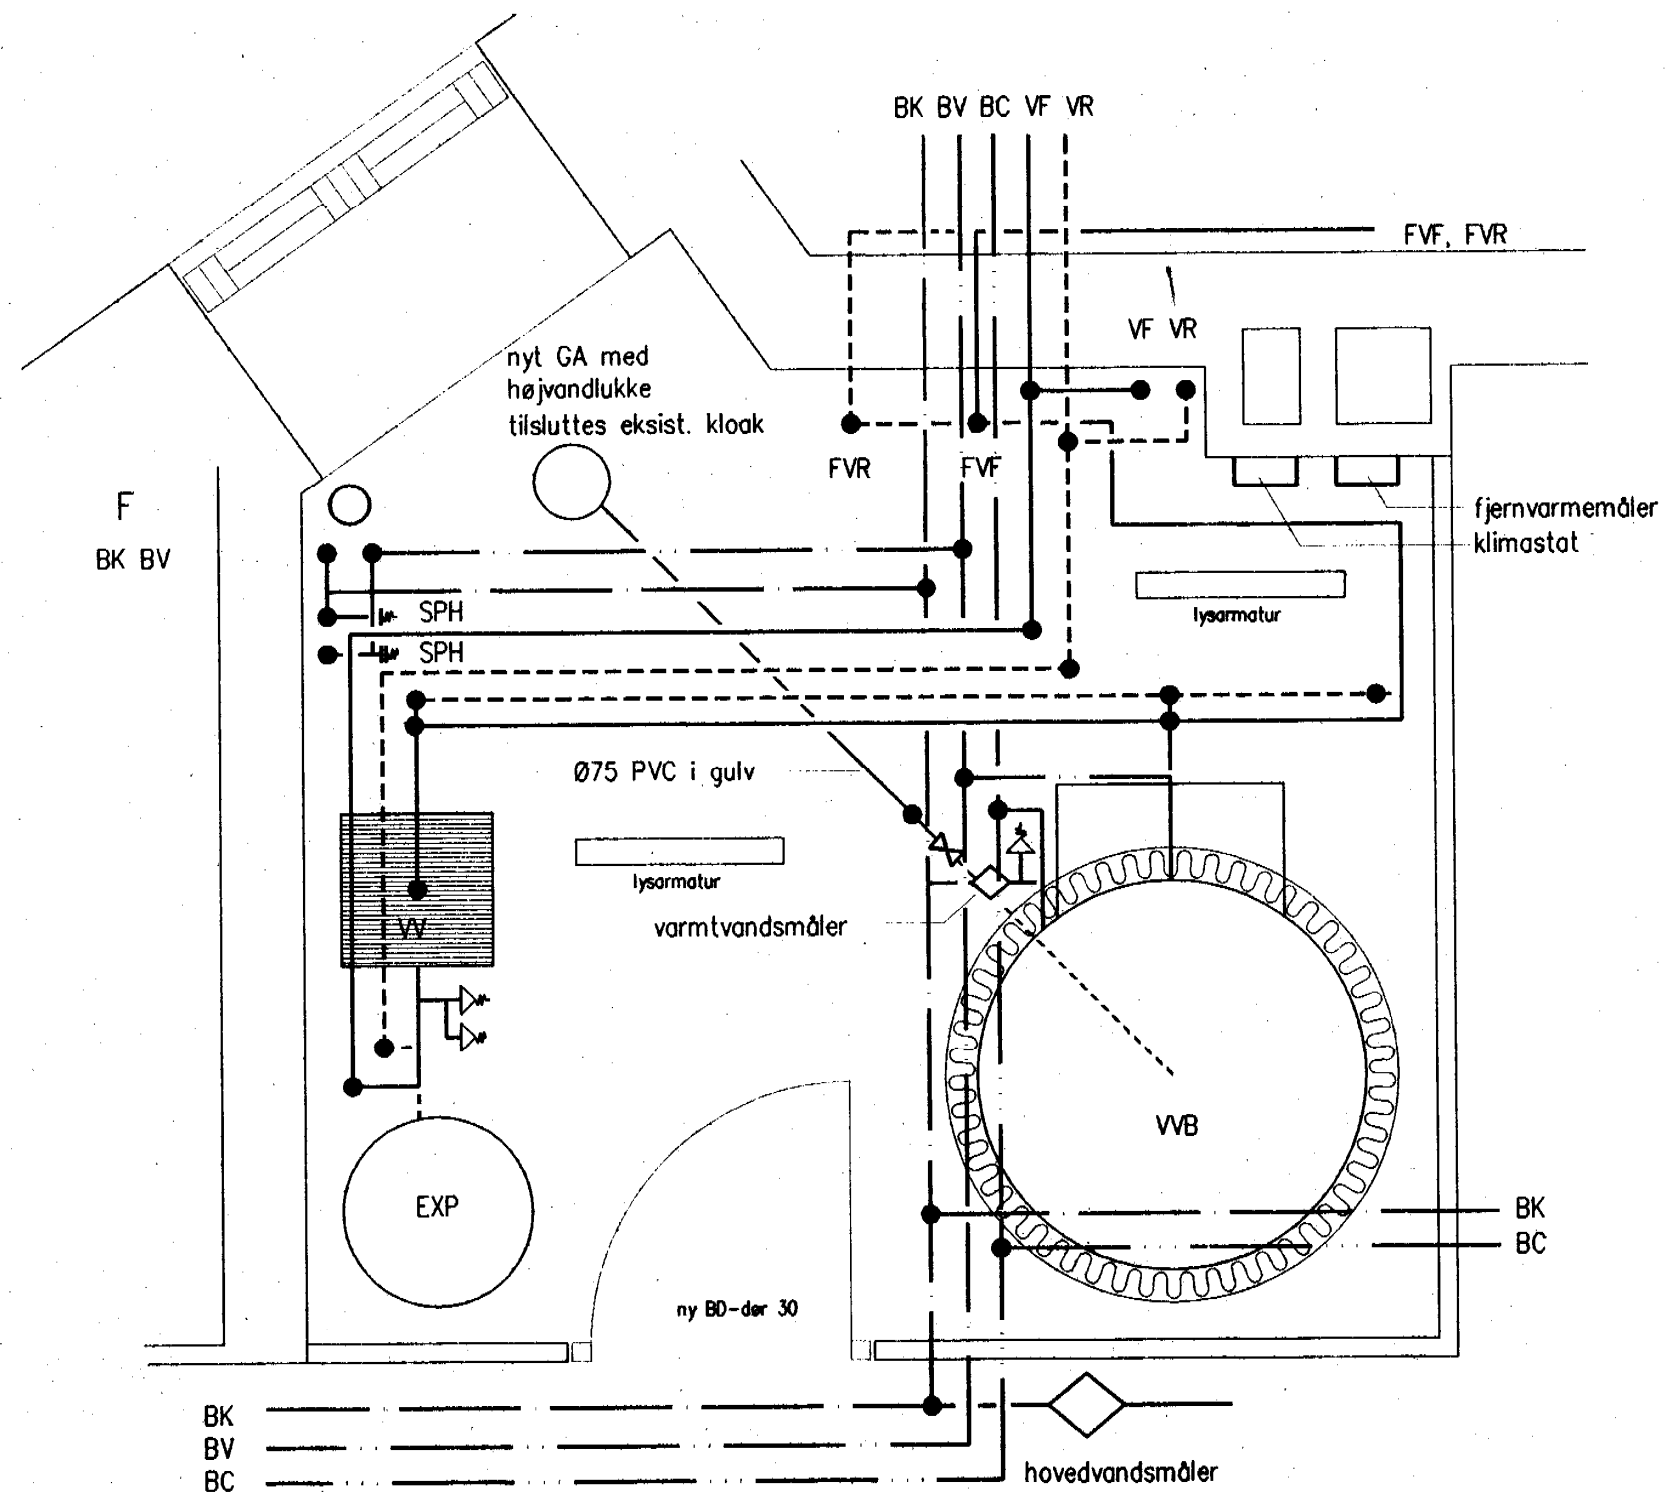 BK BV BC VF VR
FVF, FVR
VF VR
nyt GA med
højvandlukke
tilsluttes eksist. kloak
FVR
FVF
F
BK BV
fjernvarmemåler
klimastat
SPH
lysarmatur
SPH
Ø75 PVC i gulv
lysarmatur
VV
varmtvandsmåler
VVB
EXP
BK
BC
ny BD-dør 30
BK
BV
BC
hovedvandsmåler